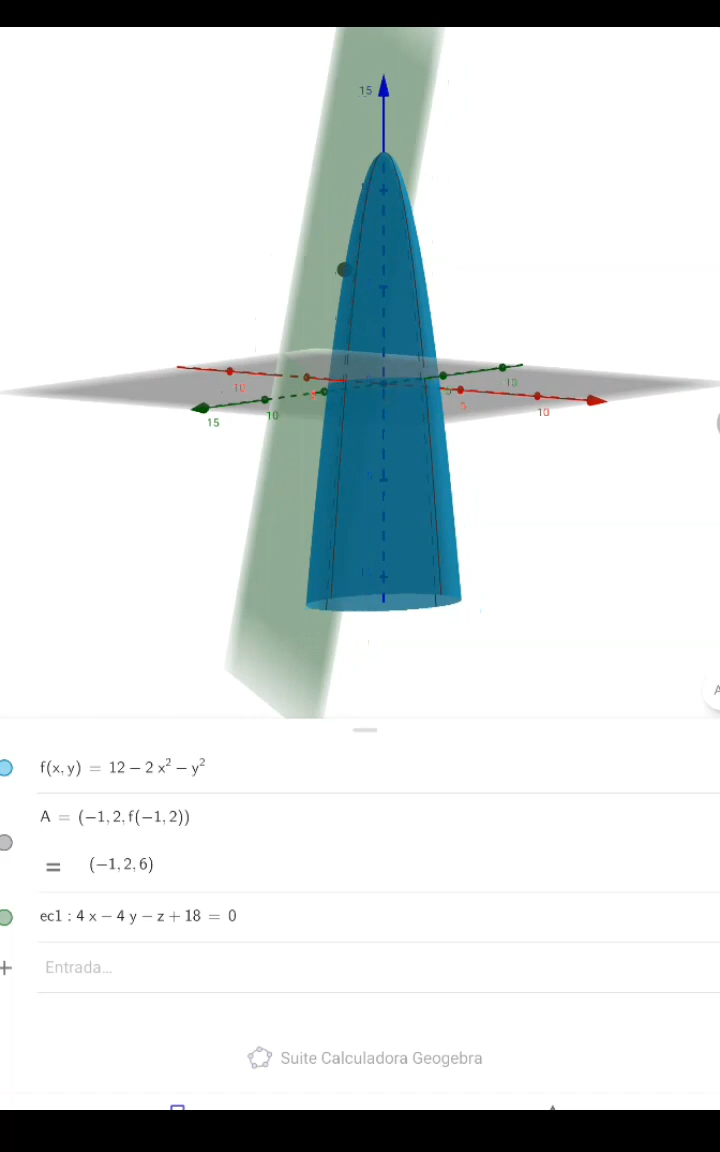 15
10
5
10
15
10
5
5
10
f(x, y) = 12 − 2 x² − y²
A = (−1, 2, f(−1, 2))
= (−1, 2, 6)
ec1 : 4 x − 4 y − z + 18 = 0
Entrada...
Suite Calculadora Geogebra